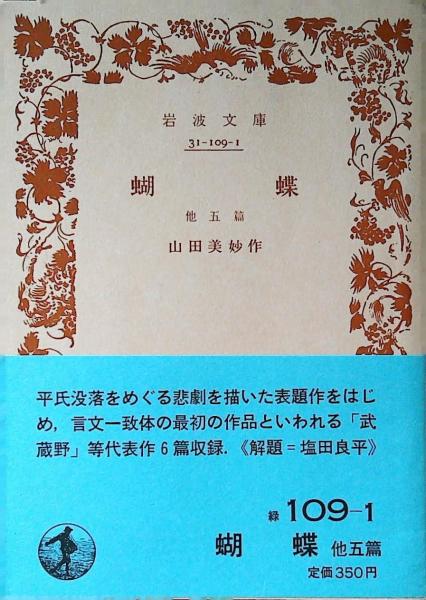 岩波文庫
31-109-1
蝴蝶
他五篇
山田美妙作
平氏没落をめぐる悲劇を描いた表題作をはじ
め，言文一致体の最初の作品といわれる「武
蔵野」等代表作6篇収録．《解題=塩田良平》
緑 109-1
蝴蝶 他五篇
定価350円